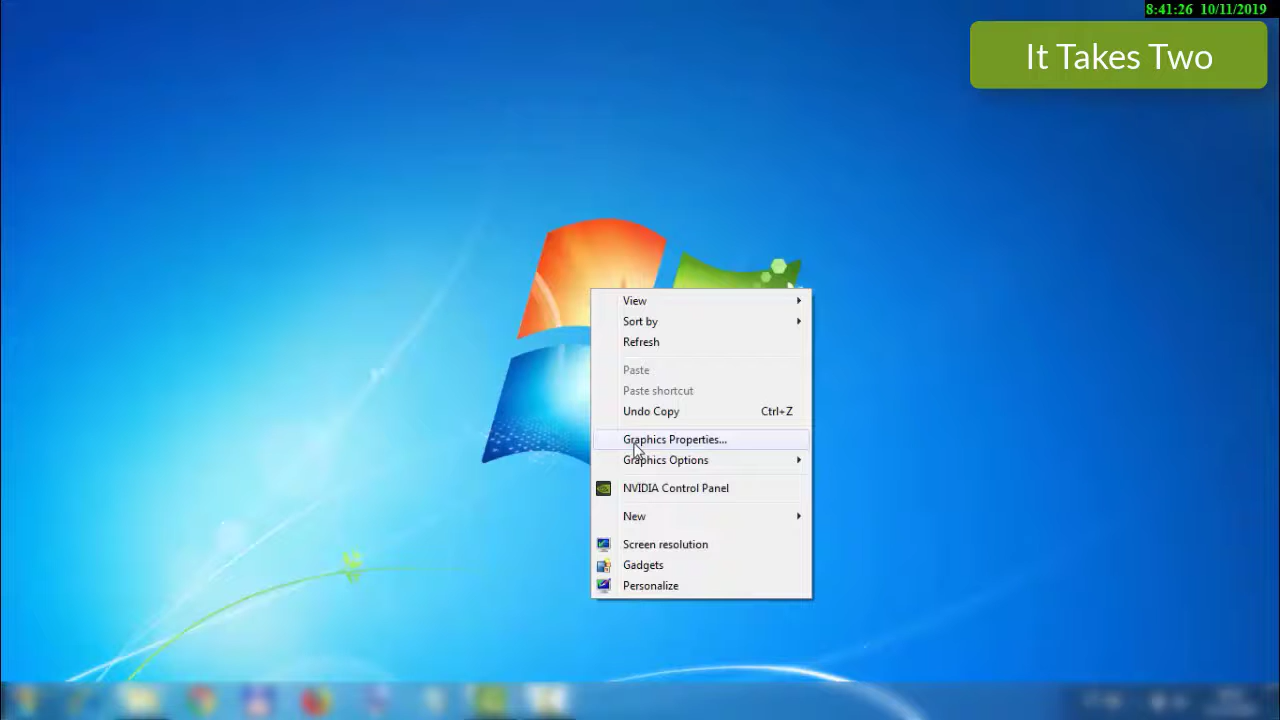 8:41:26 10/11/2019
It Takes Two
View
Sort by
Refresh
Paste
Paste shortcut
Undo Copy Ctrl+Z
Graphics Properties...
Graphics Options
NVIDIA Control Panel
New
Screen resolution
Gadgets
Personalize